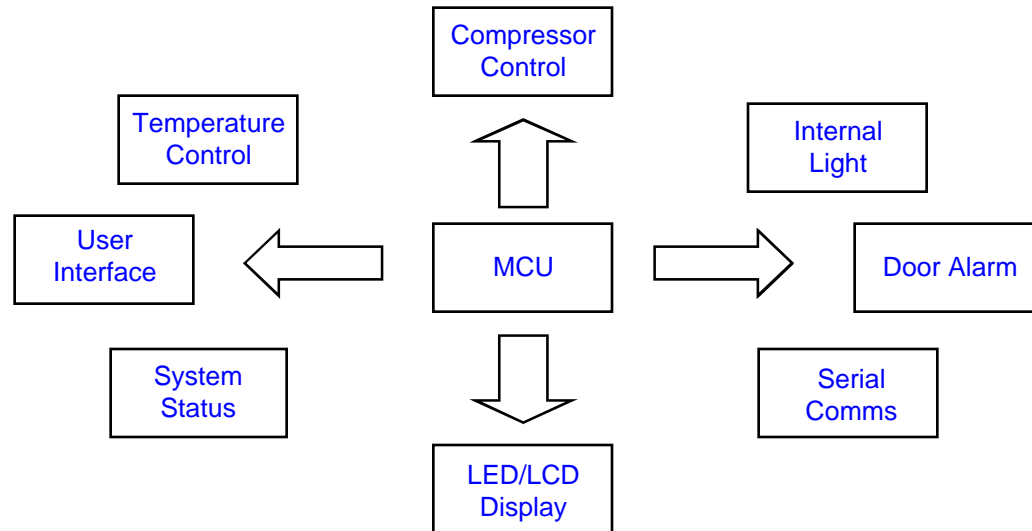 Compressor
Control
Temperature
Control
Internal
Light
User
Interface
MCU
Door Alarm
System
Status
Serial
Comms
LED/LCD
Display